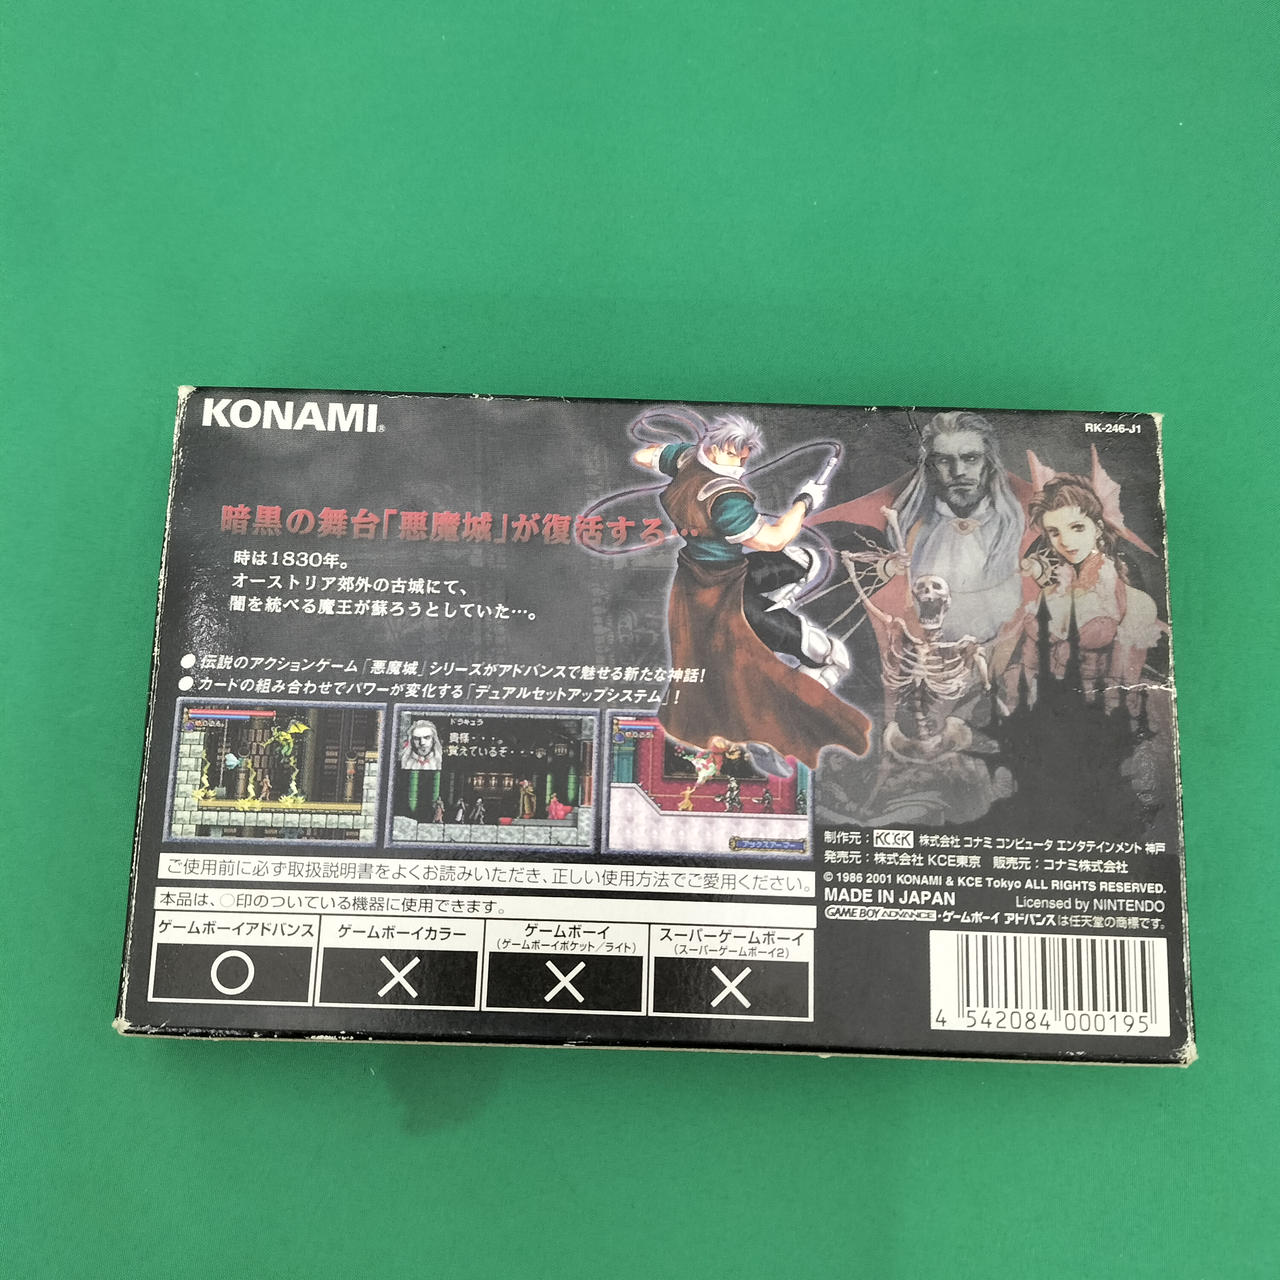 KONAMI®
RK-246-J1
暗黒の舞台「悪魔城」が復活する…
時は1830年。
オーストリア郊外の古城にて、
闇を統べる魔王が蘇ろうとしていた…。
●伝説のアクションゲーム「悪魔城」シリーズがアドバンスで魅せる新たな神話!
●カードの組み合わせでパワーが変化する「デュアルセットアップシステム」!
ドラキュラ
貴様・・・。
覚えているぞ・・・
アックスアーマー
制作元：KCEK 株式会社 コナミ コンピュータ エンタテインメント 神戸
発売元：株式会社 KCE東京 販売元：コナミ株式会社
© 1986 2001 KONAMI & KCE Tokyo ALL RIGHTS RESERVED.
MADE IN JAPAN Licensed by NINTENDO
GAME BOY ADVANCE・ゲームボーイ アドバンスは任天堂の商標です。
ご使用前に必ず取扱説明書をよくお読みいただき、正しい使用方法でご愛用ください。
本品は、○印のついている機器に使用できます。
ゲームボーイアドバンス ゲームボーイカラー ゲームボーイ スーパーゲームボーイ
(ゲームボーイポケット／ライト) (スーパーゲームボーイ2)
○ × × ×
4 542084 000195